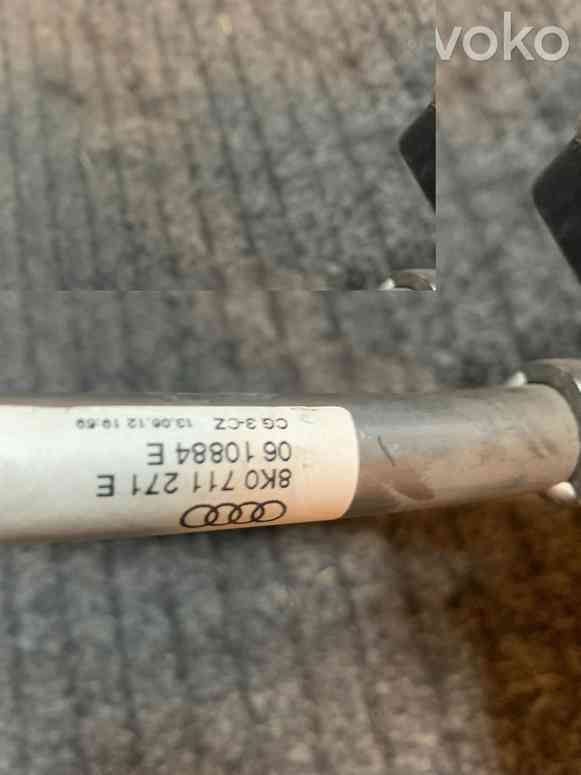 voko
8K0 711 271 E
06 10884 E
CG 3-CZ 13.06.12 19:59